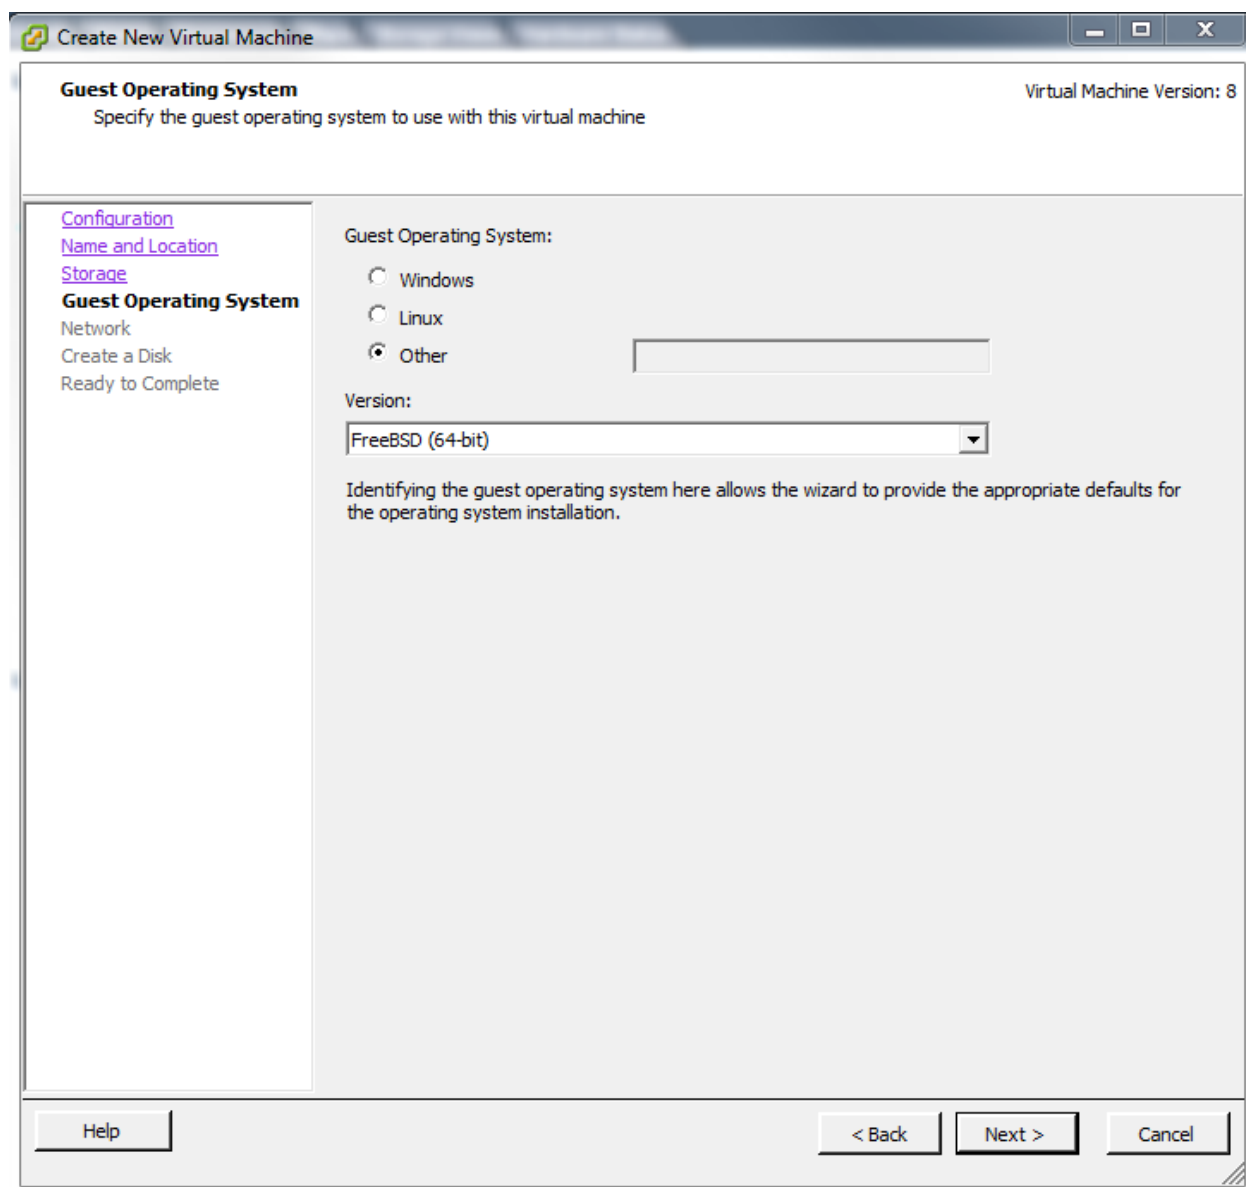 Create New Virtual Machine
Guest Operating System
Virtual Machine Version: 8
Specify the guest operating system to use with this virtual machine
Configuration
Name and Location
Storage
Guest Operating System
Network
Create a Disk
Ready to Complete
Guest Operating System:
Windows
Linux
Other
Version:
FreeBSD (64-bit)
Identifying the guest operating system here allows the wizard to provide the appropriate defaults for
the operating system installation.
Help
< Back
Next >
Cancel